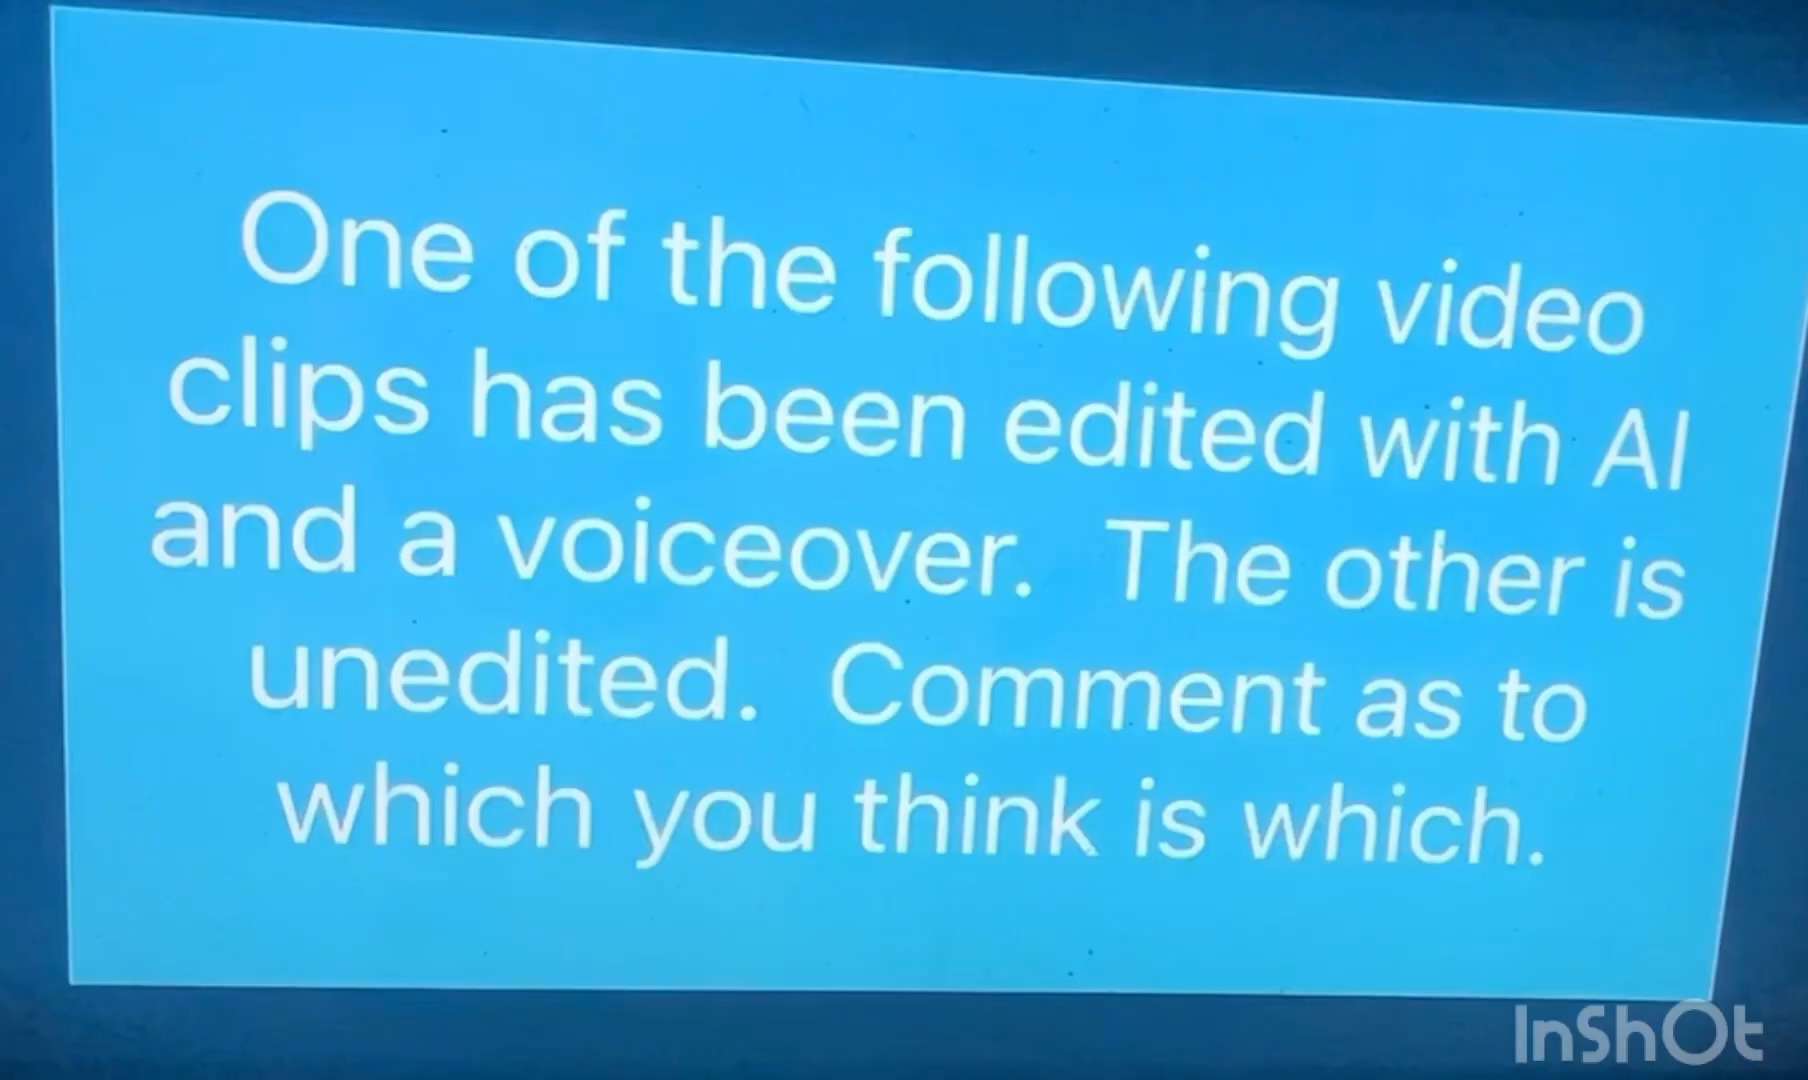 One of the following video
clips has been edited with AI
and a voiceover. The other is
unedited. Comment as to
which you think is which.
InShOt